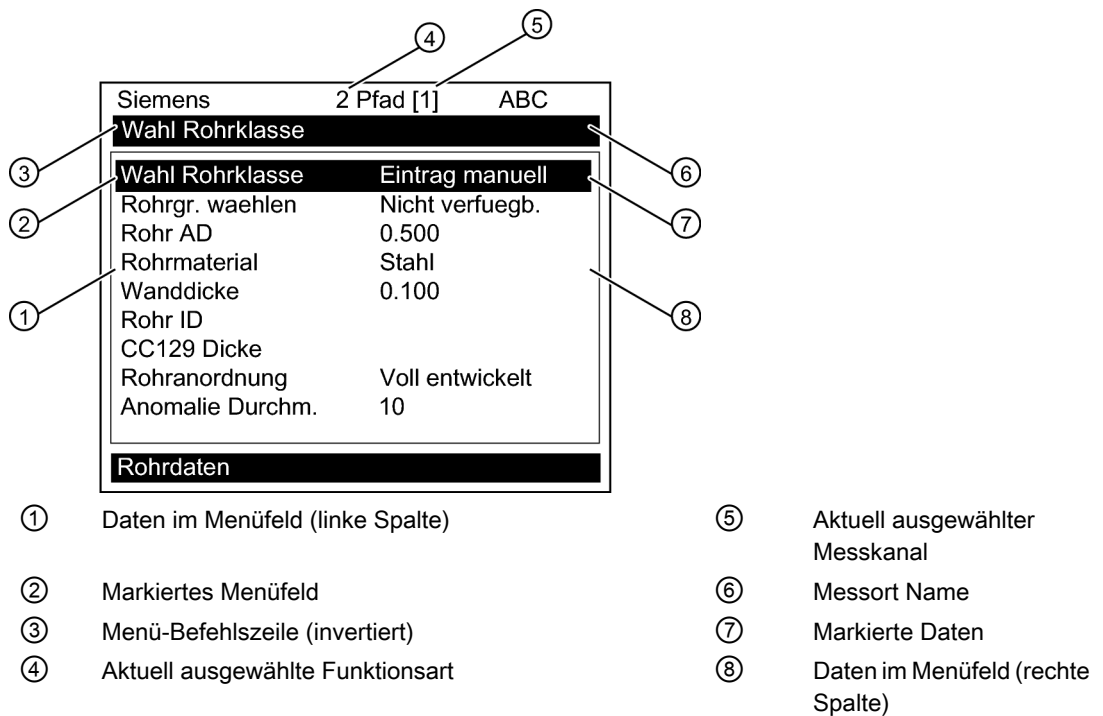 ④ ⑤
Siemens 2 Pfad [1] ABC
Wahl Rohrklasse
③ ⑥
Wahl Rohrklasse Eintrag manuell
② ⑦
Rohrgr. waehlen Nicht verfuegb.
Rohr AD 0.500
Rohrmaterial Stahl
Wanddicke 0.100
① ⑧
Rohr ID
CC129 Dicke
Rohranordnung Voll entwickelt
Anomalie Durchm. 10
Rohrdaten
① Daten im Menüfeld (linke Spalte) ⑤ Aktuell ausgewählter
Messkanal
② Markiertes Menüfeld ⑥ Messort Name
③ Menü-Befehlszeile (invertiert) ⑦ Markierte Daten
④ Aktuell ausgewählte Funktionsart ⑧ Daten im Menüfeld (rechte
Spalte)